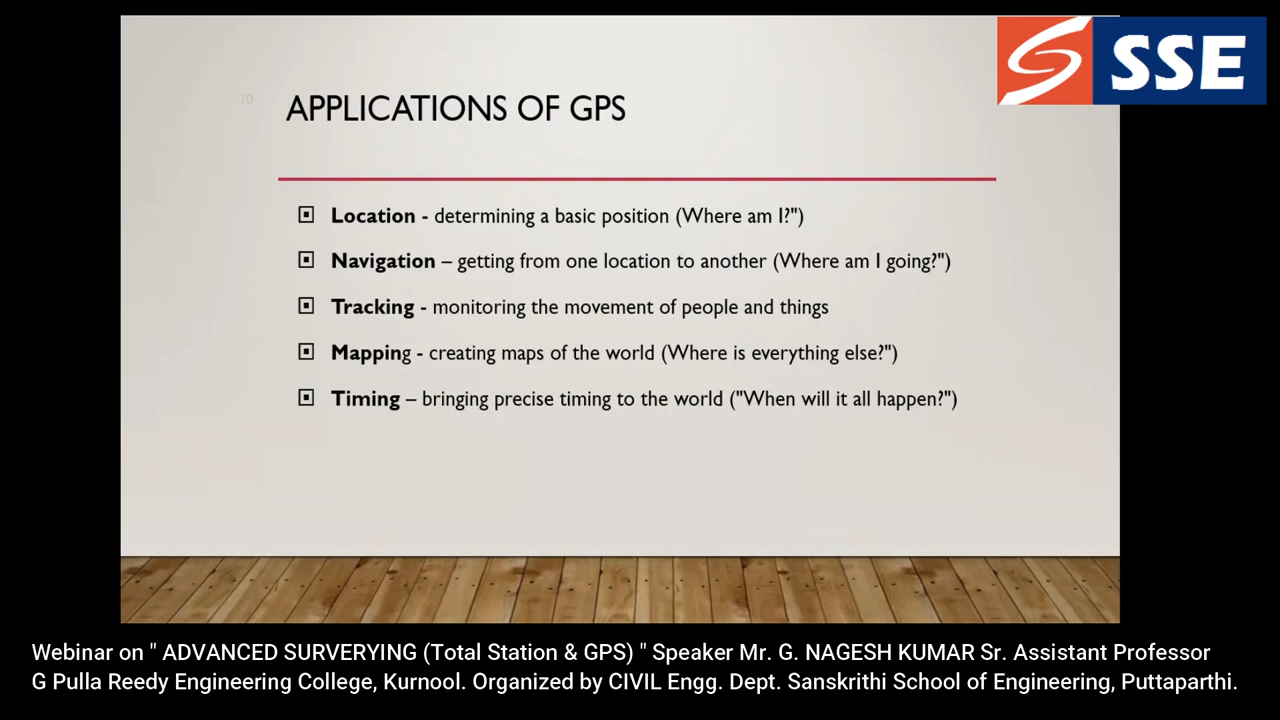 SSE
70
APPLICATIONS OF GPS
Location - determining a basic position (Where am I?")
Navigation – getting from one location to another (Where am I going?")
Tracking - monitoring the movement of people and things
Mapping - creating maps of the world (Where is everything else?")
Timing – bringing precise timing to the world ("When will it all happen?")
Webinar on " ADVANCED SURVERYING (Total Station & GPS) " Speaker Mr. G. NAGESH KUMAR Sr. Assistant Professor
G Pulla Reedy Engineering College, Kurnool. Organized by CIVIL Engg. Dept. Sanskrithi School of Engineering, Puttaparthi.